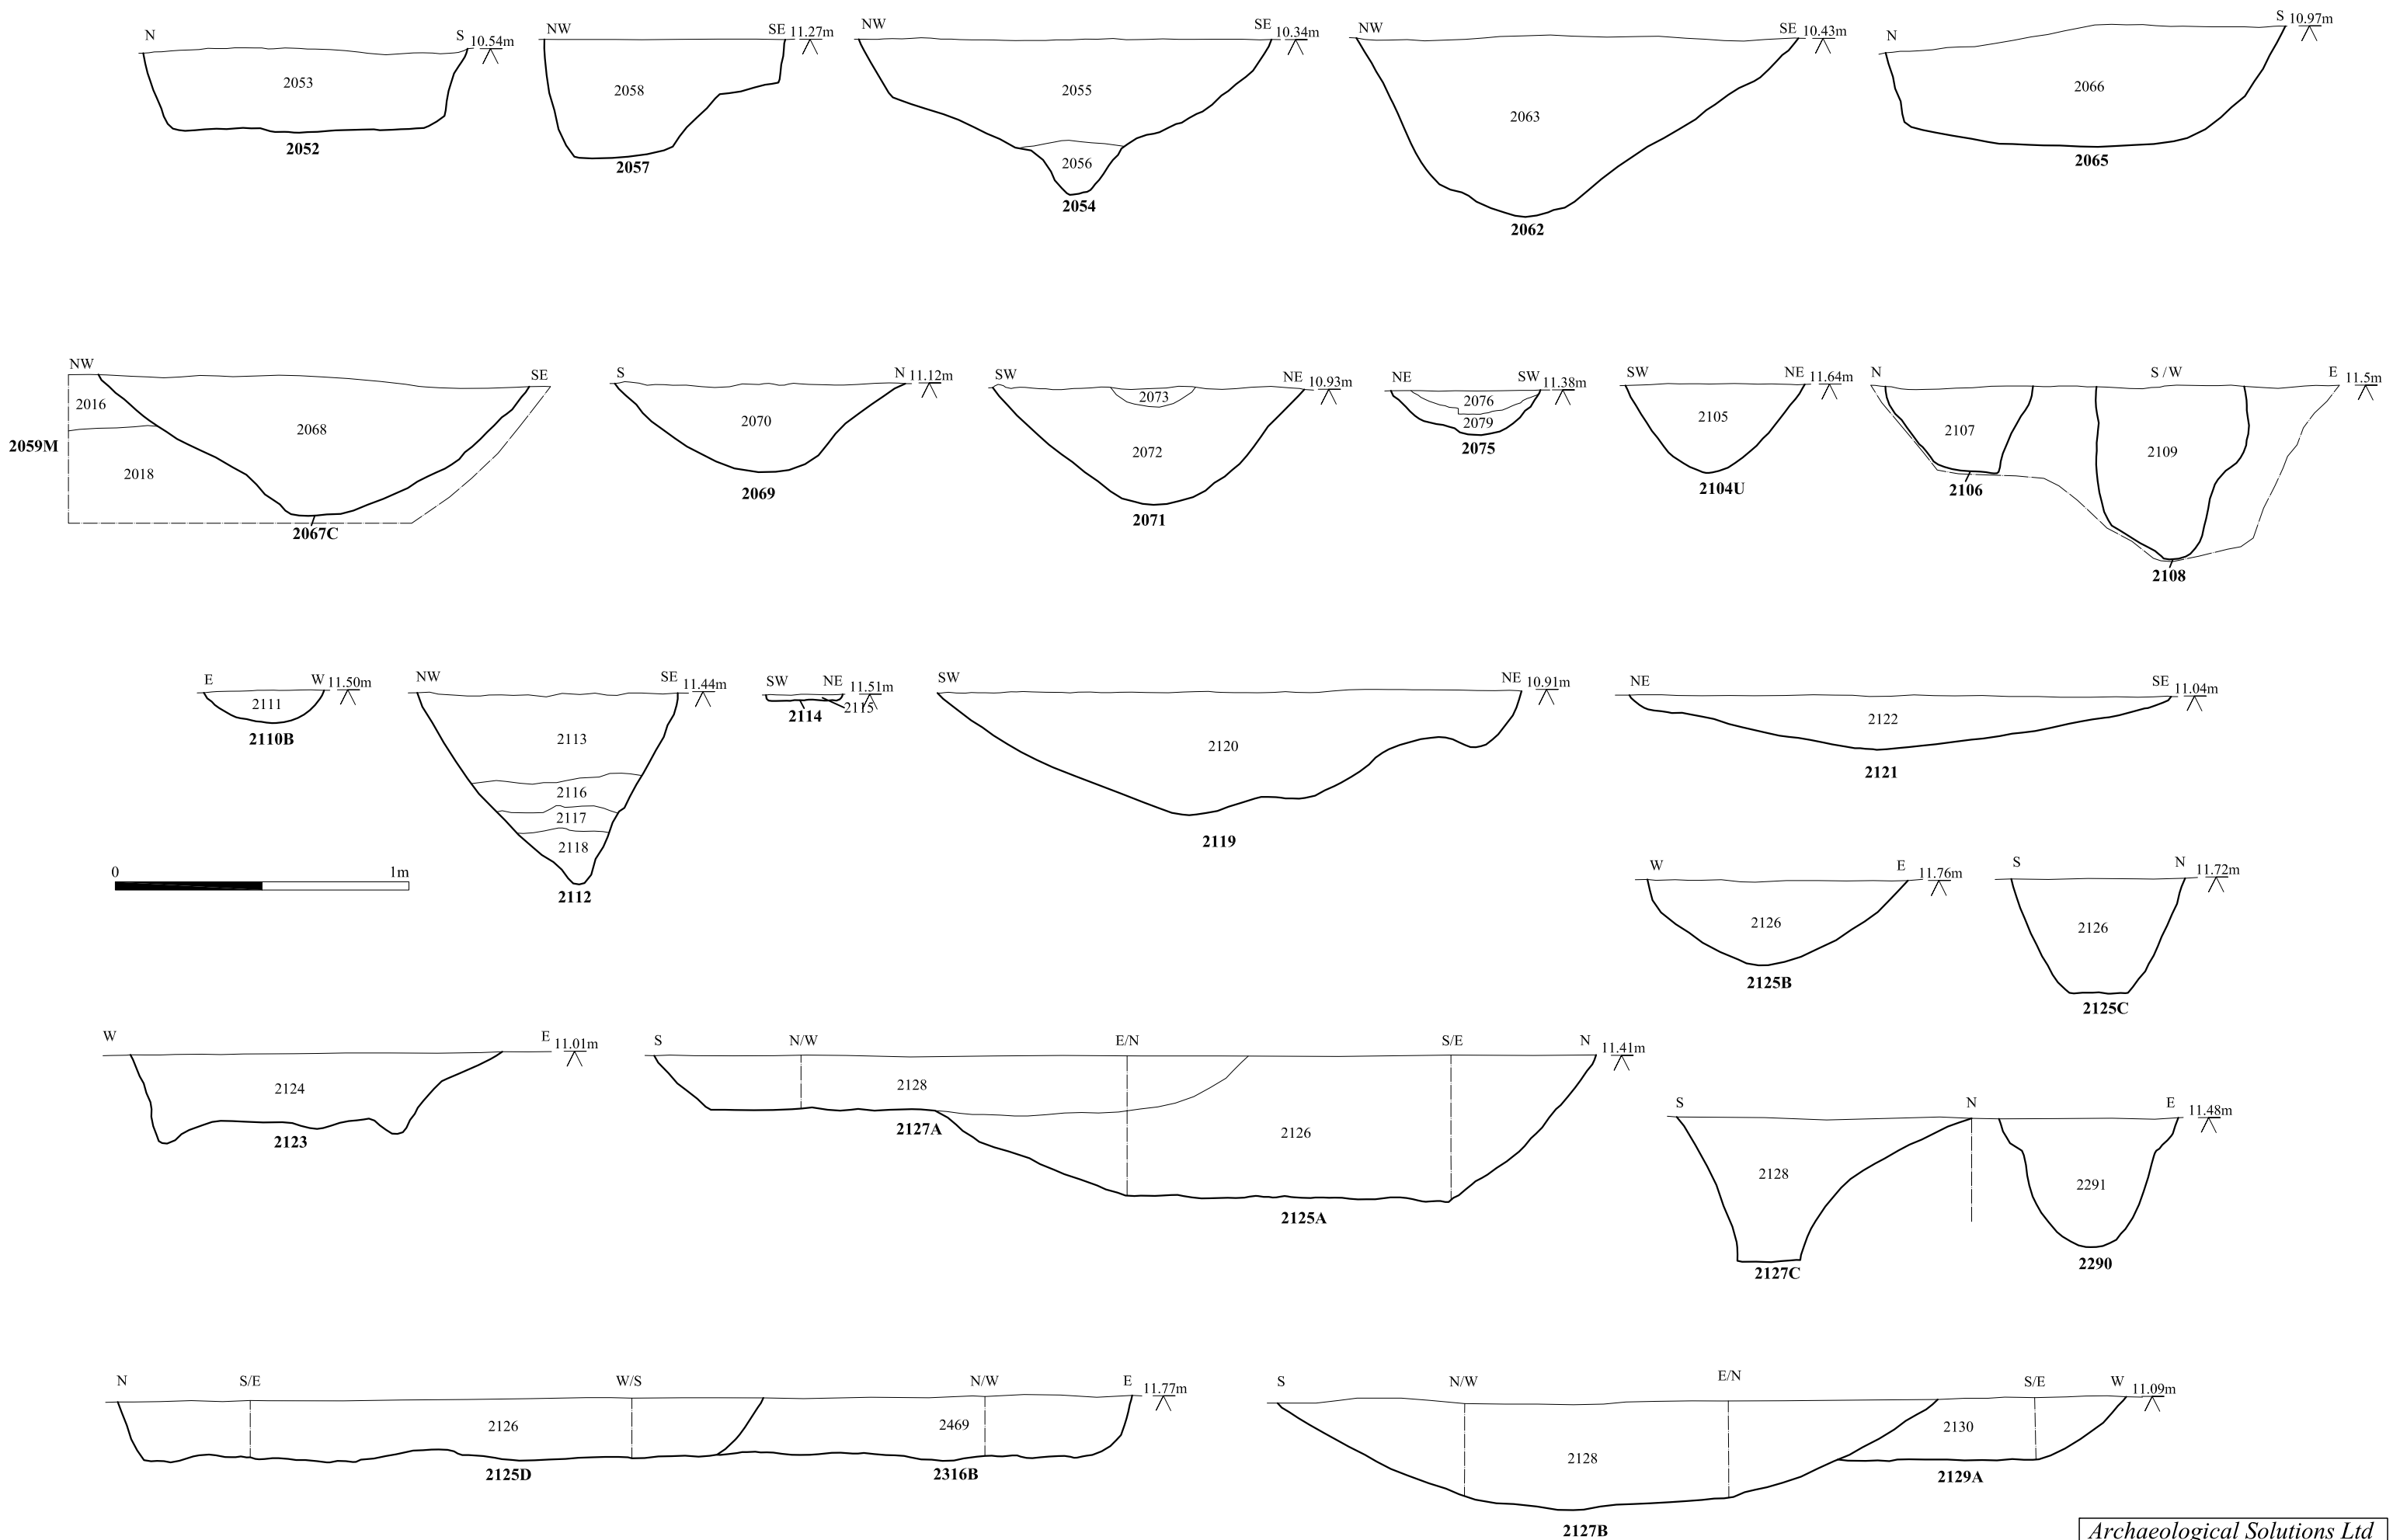 N S 10.54m NW SE 11.27m NW SE 10.34m NW SE 10.43m N S 10.97m
2053 2058 2055 2063 2066
2056
2052 2057 2054 2062 2065
NW SE S N 11.12m SW NE 10.93m NE SW 11.38m SW NE 11.64m N S /W E 11.5m
2016 2068 2070 2073 2076 2105 2107 2109
2059M 2018 2072 2079
2067C 2069 2071 2075 2104U 2106 2108
E W 11.50m NW SE 11.44m SW NE 11.51m SW NE 10.91m NE SE 11.04m
2111 2113 2115 2120 2122
2110B 2114 2121
2116
2117
2118
2119
0 1m
2112
W E 11.76m S N 11.72m
2126 2126
2125B 2125C
W E 11.01m S N/W E/N S/E N 11.41m
2124 2128 2126
2123 2127A 2125A
S N E 11.48m
2128 2291
2127C 2290
N S/E W/S N/W E 11.77m S N/W E/N S/E W 11.09m
2126 2469 2128 2130
2125D 2316B 2127B 2129A
Archaeological Solutions Ltd